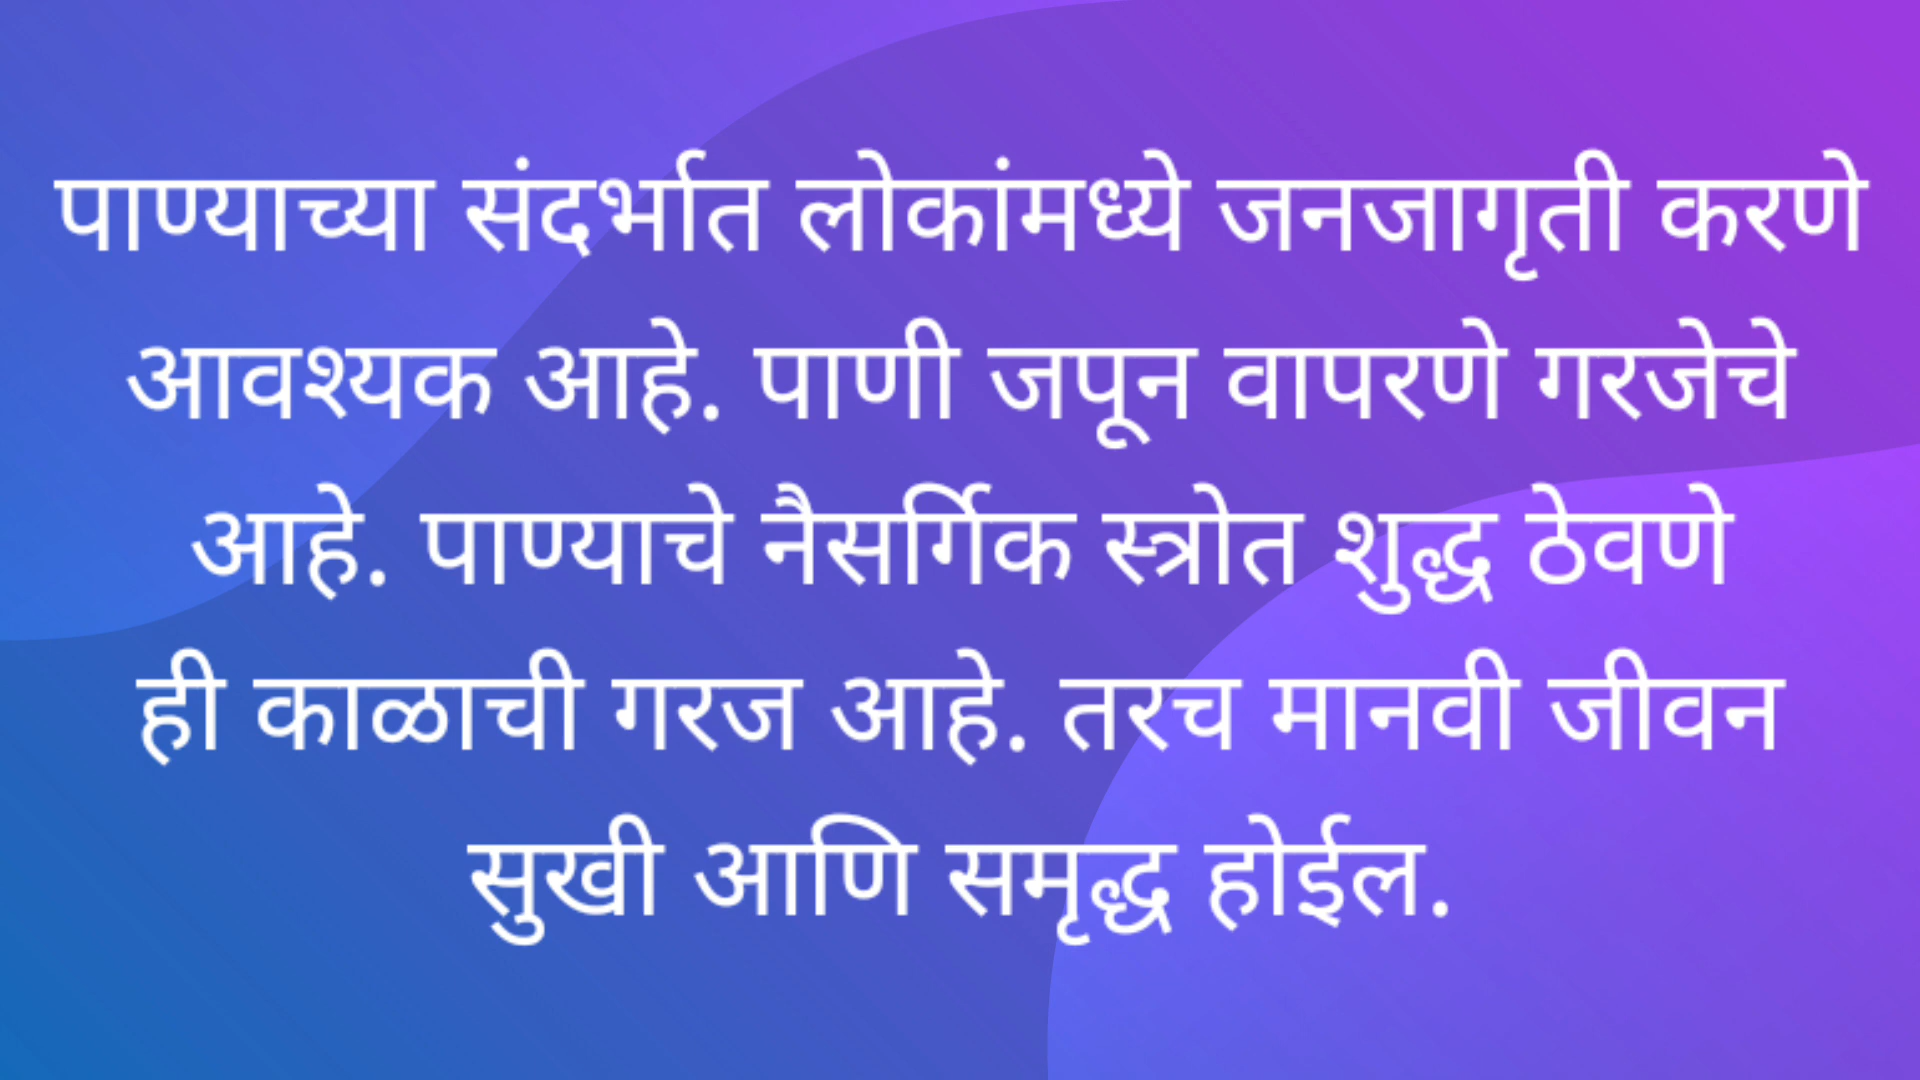 पाण्याच्या संदर्भात लोकांमध्ये जनजागृती करणे
आवश्यक आहे. पाणी जपून वापरणे गरजेचे
आहे. पाण्याचे नैसर्गिक स्त्रोत शुद्ध ठेवणे
ही काळाची गरज आहे. तरच मानवी जीवन
सुखी आणि समृद्ध होईल.